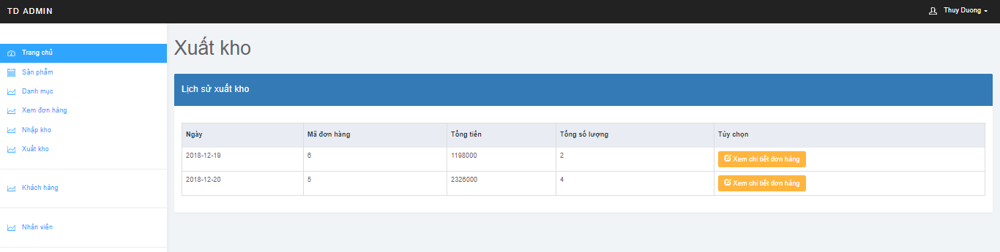 TD ADMIN
Thuy Duong
Trang chủ
Sản phẩm
Danh mục
Xem đơn hàng
Nhập kho
Xuất kho
Khách hàng
Nhân viên
Xuất kho
Lịch sử xuất kho
Ngày Mã đơn hàng Tổng tiền Tổng số lượng Tùy chọn
2018-12-19 6 1198000 2 Xem chi tiết đơn hàng
2018-12-20 5 2326000 4 Xem chi tiết đơn hàng